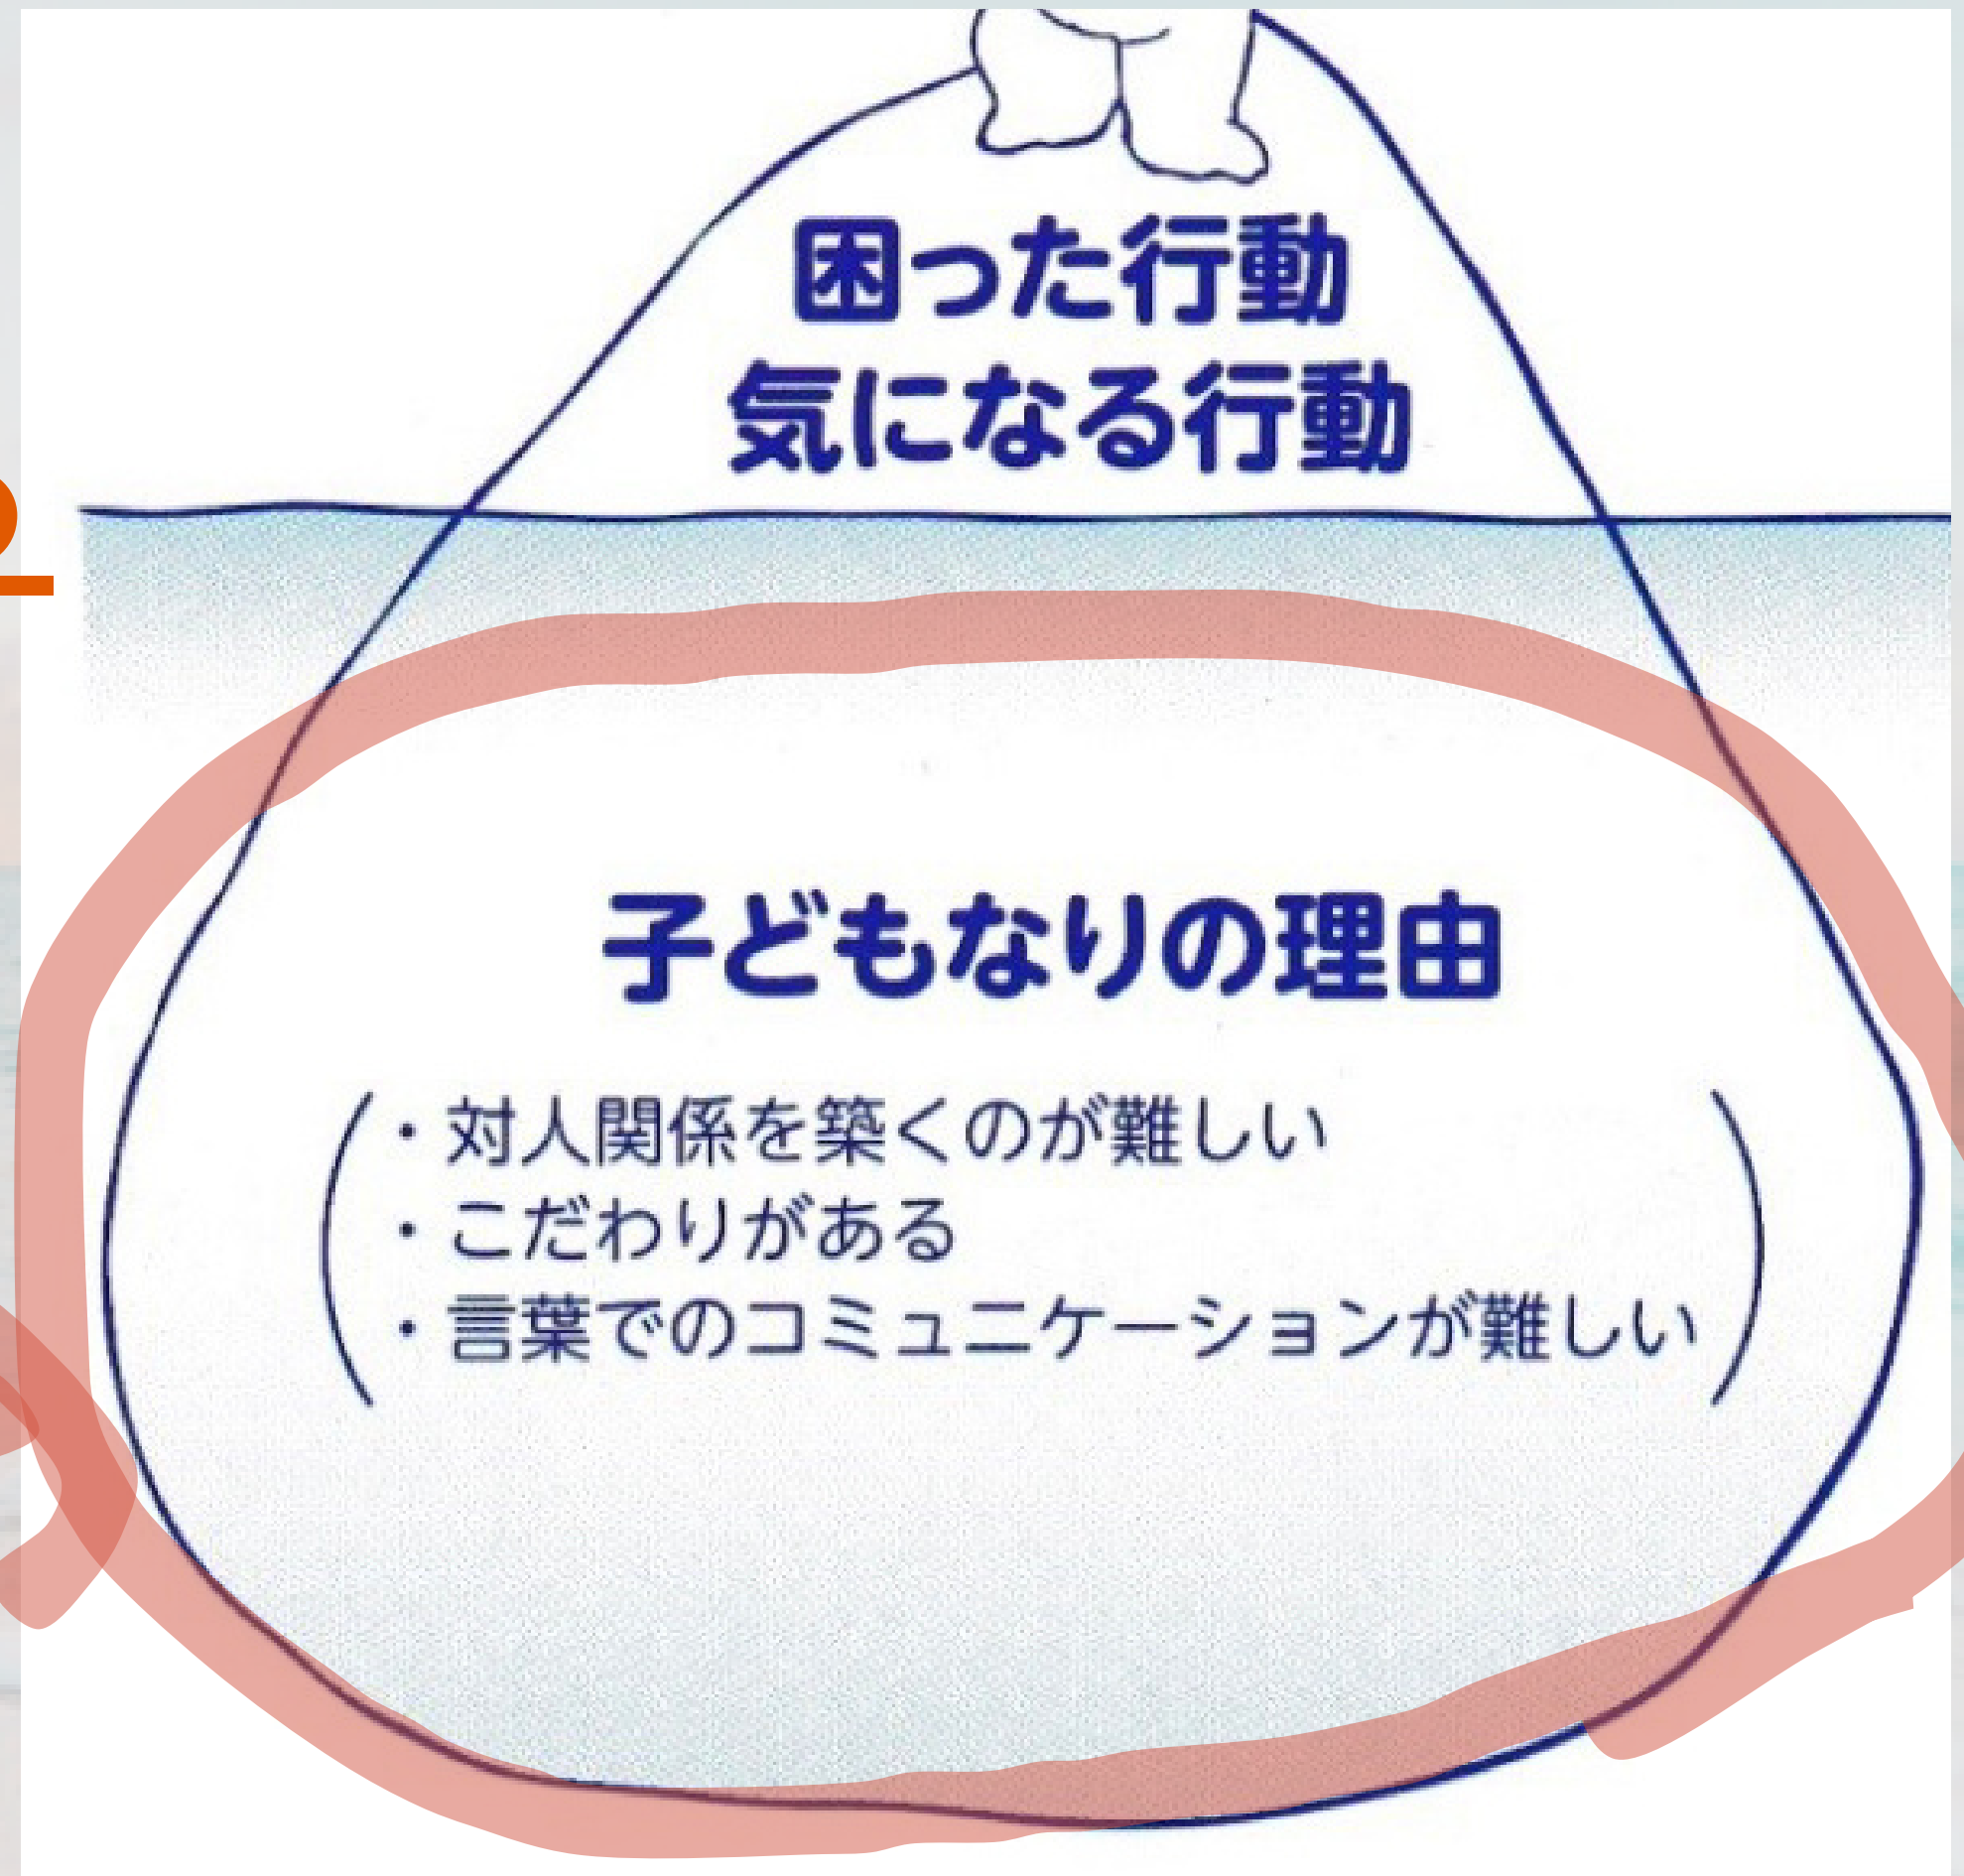 困った行動
気になる行動
子どもなりの理由
・対人関係を築くのが難しい
・こだわりがある
・言葉でのコミュニケーションが難しい